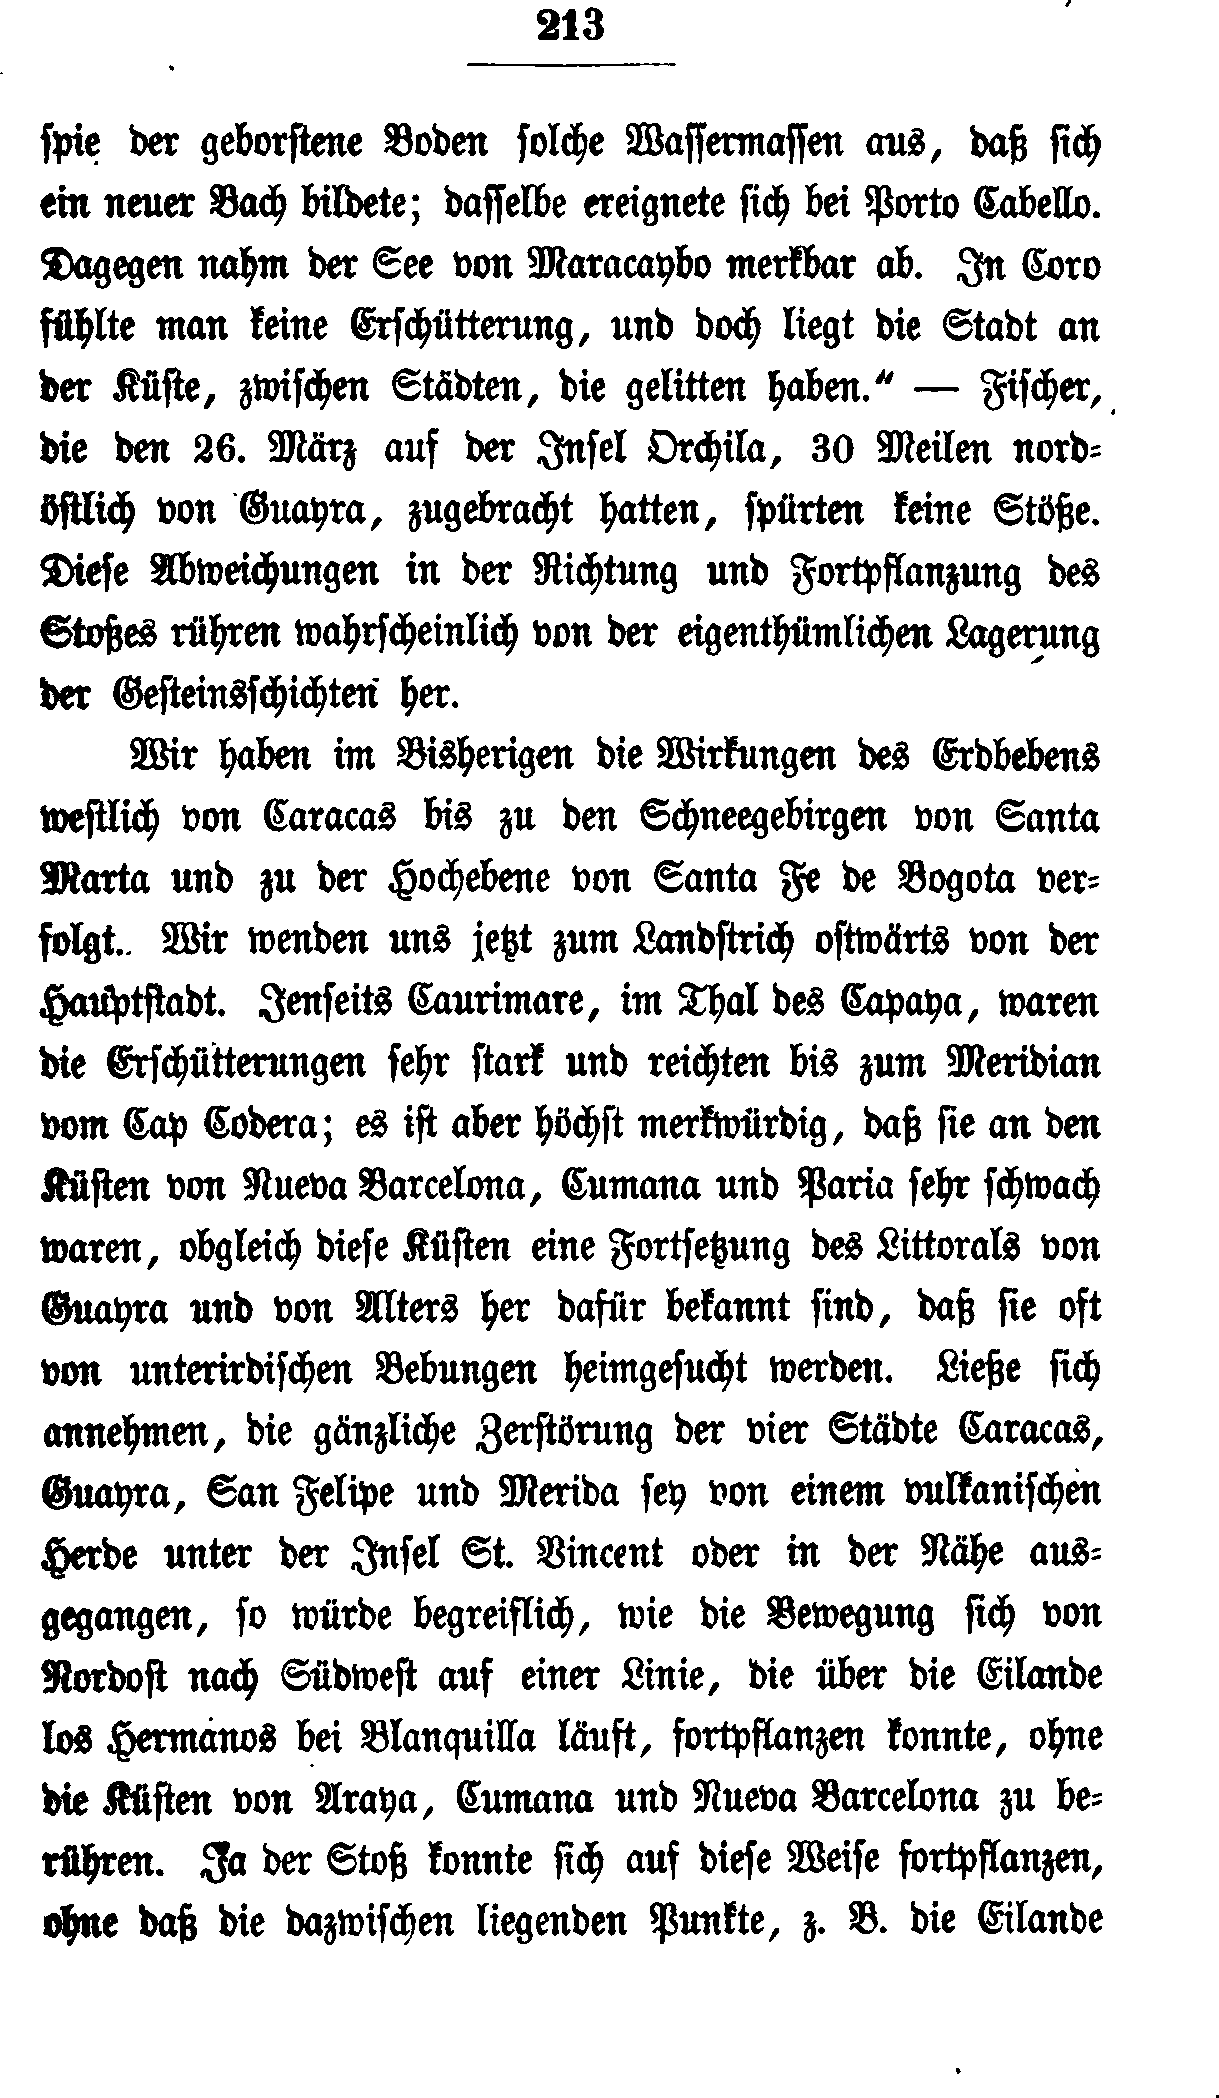 213
spie der geborstene Boden solche Wassermassen aus, daß sich
ein neuer Bach bildete; dasselbe ereignete sich bei Porto Cabello.
Dagegen nahm der See von Maracaybo merkbar ab. In Coro
fühlte man keine Erschütterung, und doch liegt die Stadt an
der Küste, zwischen Städten, die gelitten haben.“ — Fischer,
die den 26. März auf der Insel Orchila, 30 Meilen nord-
östlich von Guayra, zugebracht hatten, spürten keine Stöße.
Diese Abweichungen in der Richtung und Fortpflanzung des
Stoßes rühren wahrscheinlich von der eigenthümlichen Lagerung
der Gesteinsschichten her.
Wir haben im Bisherigen die Wirkungen des Erdbebens
westlich von Caracas bis zu den Schneegebirgen von Santa
Marta und zu der Hochebene von Santa Fe de Bogota ver-
folgt. Wir wenden uns jetzt zum Landstrich ostwärts von der
Hauptstadt. Jenseits Caurimare, im Thal des Capaya, waren
die Erschütterungen sehr stark und reichten bis zum Meridian
vom Cap Codera; es ist aber höchst merkwürdig, daß sie an den
Küsten von Nueva Barcelona, Cumana und Paria sehr schwach
waren, obgleich diese Küsten eine Fortsetzung des Littorals von
Guayra und von Alters her dafür bekannt sind, daß sie oft
von unterirdischen Bebungen heimgesucht werden. Ließe sich
annehmen, die gänzliche Zerstörung der vier Städte Caracas,
Guayra, San Felipe und Merida sey von einem vulkanischen
Herde unter der Insel St. Vincent oder in der Nähe aus-
gegangen, so würde begreiflich, wie die Bewegung sich von
Nordost nach Südwest auf einer Linie, die über die Eilande
los Hermanos bei Blanquilla läuft, fortpflanzen konnte, ohne
die Küsten von Araya, Cumana und Nueva Barcelona zu be-
rühren. Ja der Stoß konnte sich auf diese Weise fortpflanzen,
ohne daß die dazwischen liegenden Punkte, z. B. die Eilande